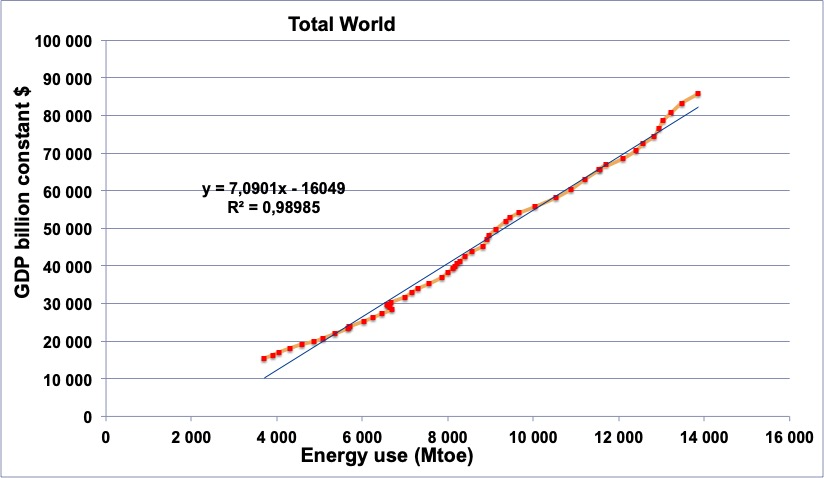 Total World
100 000
90 000
80 000
70 000
60 000
50 000
40 000
30 000
20 000
10 000
0
GDP billion constant $
y = 7,0901x - 16049
R² = 0,98985
0 2 000 4 000 6 000 8 000 10 000 12 000 14 000 16 000
Energy use (Mtoe)